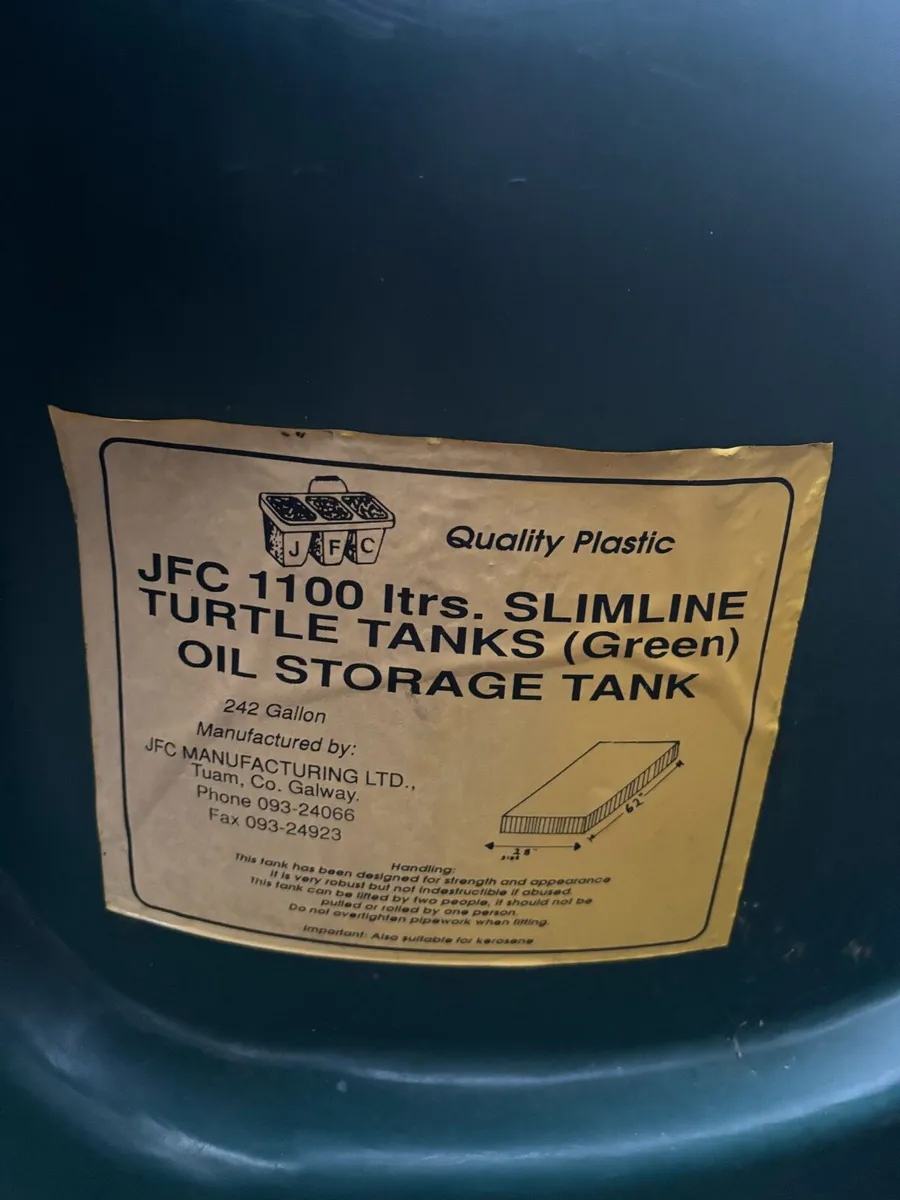 J F C
Quality Plastic
JFC 1100 ltrs. SLIMLINE
TURTLE TANKS (Green)
OIL STORAGE TANK
242 Gallon
Manufactured by:
JFC MANUFACTURING LTD.,
Tuam, Co. Galway.
Phone 093-24066
Fax 093-24923
62"
28"
Handling:
This tank has been designed for strength and appearance
it is very robust but not indestructible if abused.
This tank can be lifted by two people, it should not be
pulled or rolled by one person.
Do not overtighten pipework when fitting.
Important: Also suitable for kerosene